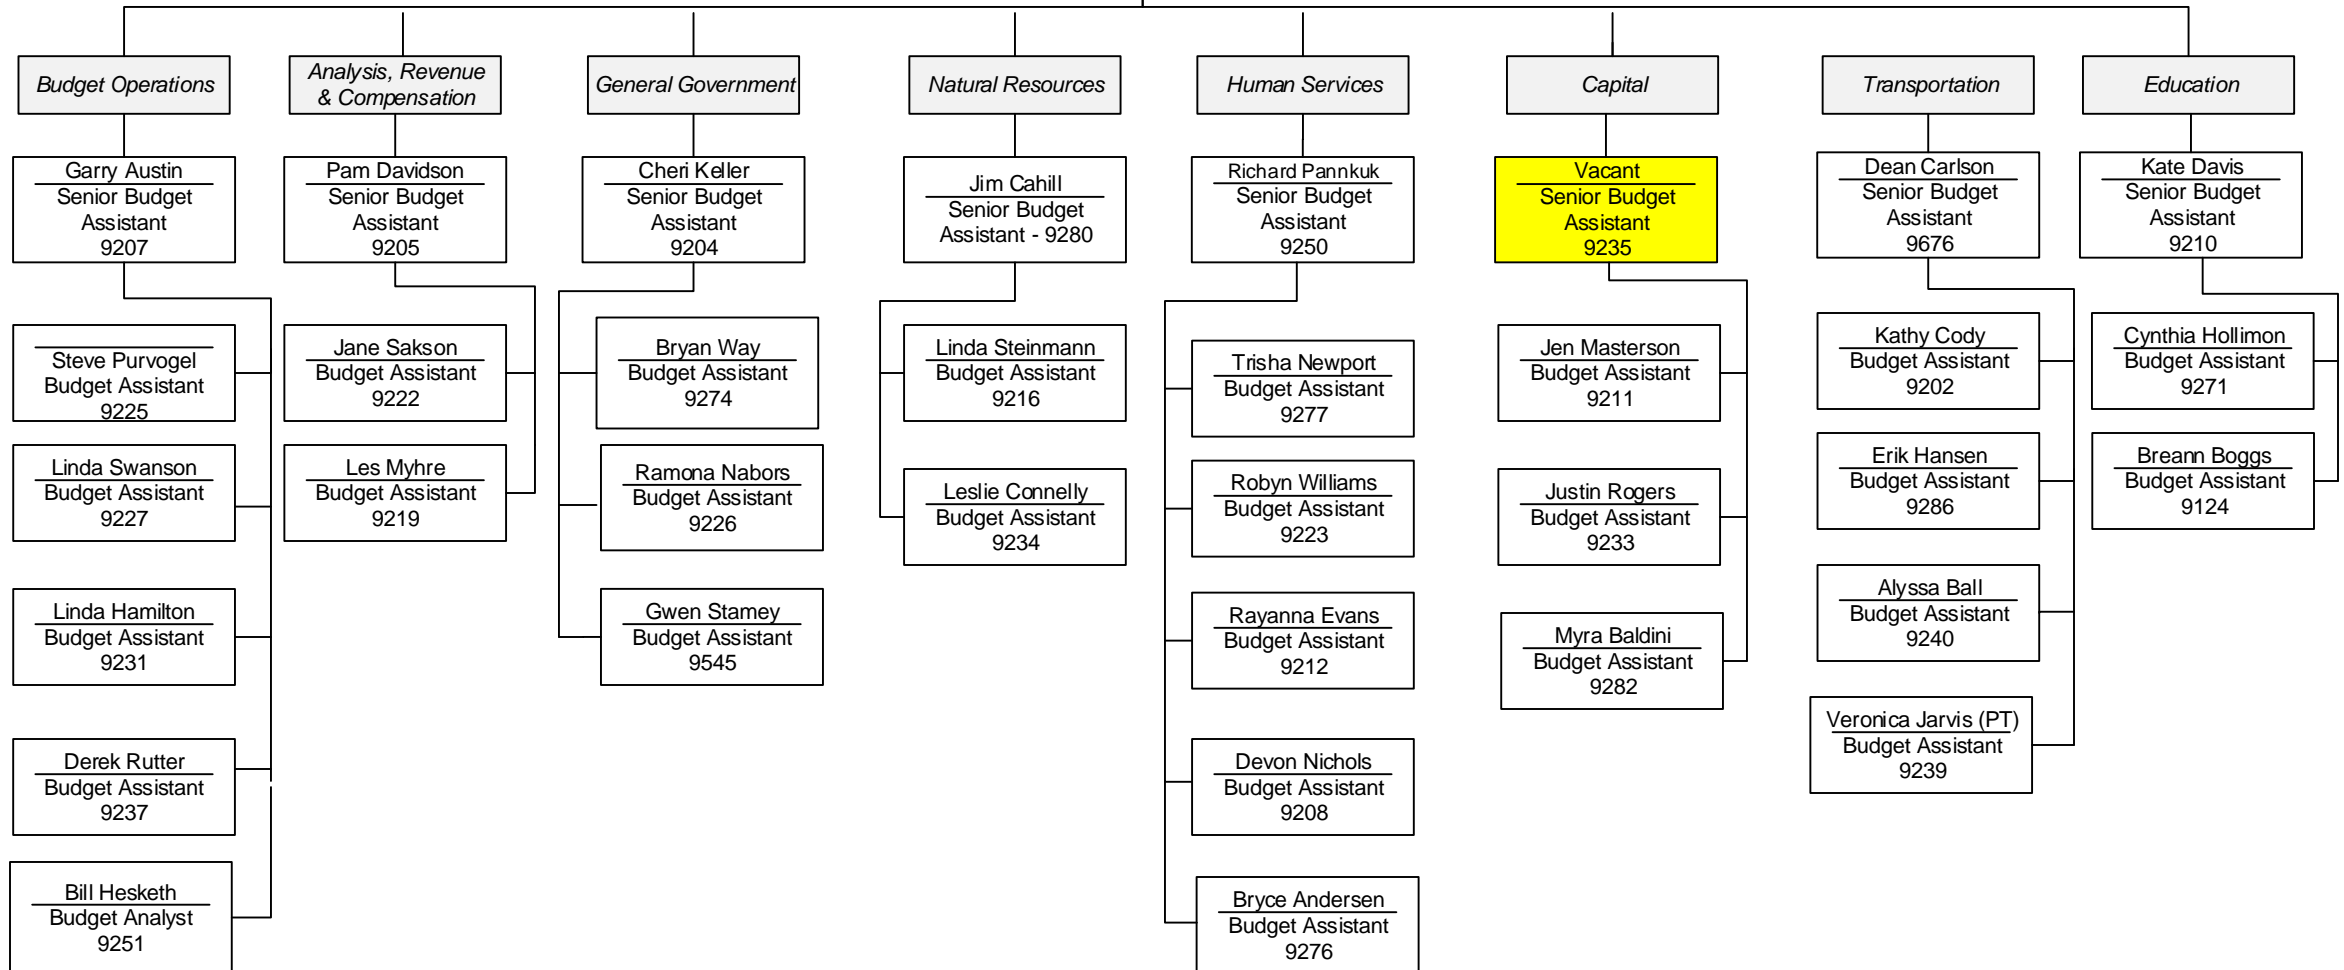 Budget Operations
Analysis, Revenue
& Compensation
General Government
Natural Resources
Human Services
Capital
Transportation
Education
Garry Austin
Senior Budget
Assistant
9207
Pam Davidson
Senior Budget
Assistant
9205
Cheri Keller
Senior Budget
Assistant
9204
Jim Cahill
Senior Budget
Assistant - 9280
Richard Pannkuk
Senior Budget
Assistant
9250
Vacant
Senior Budget
Assistant
9235
Dean Carlson
Senior Budget
Assistant
9676
Kate Davis
Senior Budget
Assistant
9210
Steve Purvogel
Budget Assistant
9225
Linda Swanson
Budget Assistant
9227
Linda Hamilton
Budget Assistant
9231
Derek Rutter
Budget Assistant
9237
Bill Hesketh
Budget Analyst
9251
Jane Sakson
Budget Assistant
9222
Les Myhre
Budget Assistant
9219
Bryan Way
Budget Assistant
9274
Ramona Nabors
Budget Assistant
9226
Gwen Stamey
Budget Assistant
9545
Linda Steinmann
Budget Assistant
9216
Leslie Connelly
Budget Assistant
9234
Trisha Newport
Budget Assistant
9277
Robyn Williams
Budget Assistant
9223
Rayanna Evans
Budget Assistant
9212
Devon Nichols
Budget Assistant
9208
Bryce Andersen
Budget Assistant
9276
Jen Masterson
Budget Assistant
9211
Justin Rogers
Budget Assistant
9233
Myra Baldini
Budget Assistant
9282
Kathy Cody
Budget Assistant
9202
Erik Hansen
Budget Assistant
9286
Alyssa Ball
Budget Assistant
9240
Veronica Jarvis (PT)
Budget Assistant
9239
Cynthia Hollimon
Budget Assistant
9271
Breann Boggs
Budget Assistant
9124